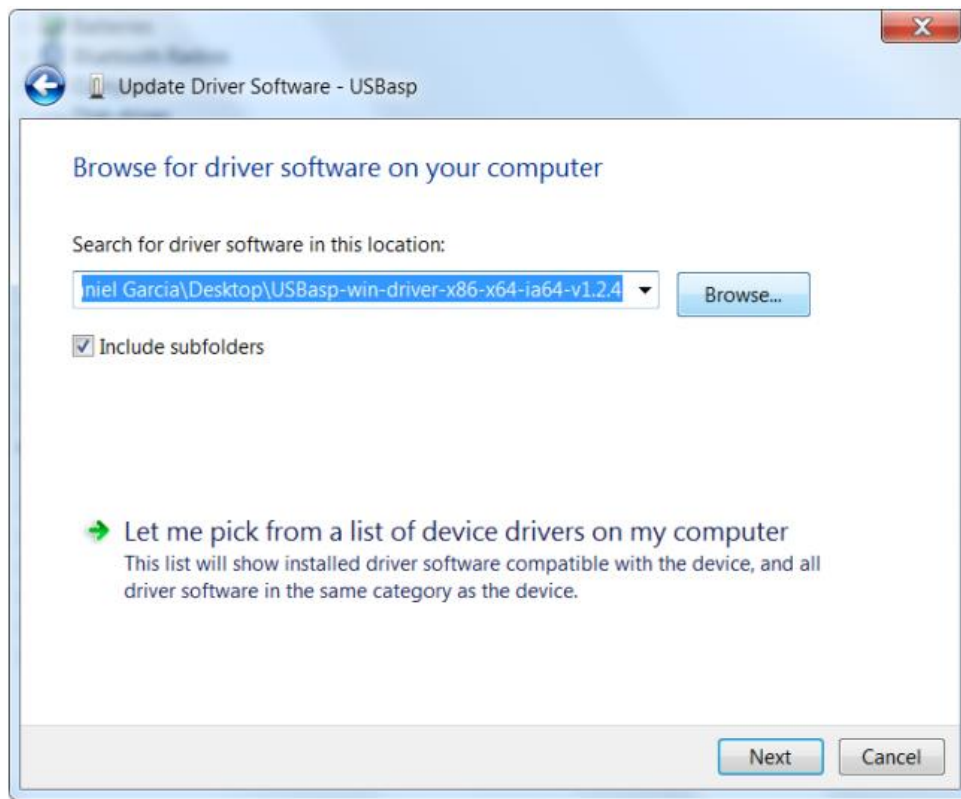 Batteries
Bluetooth Radios
Update Driver Software - USBasp
Browse for driver software on your computer
Search for driver software in this location:
niel Garcia\Desktop\USBasp-win-driver-x86-x64-ia64-v1.2.4
Browse...
Include subfolders
Let me pick from a list of device drivers on my computer
This list will show installed driver software compatible with the device, and all
driver software in the same category as the device.
Next
Cancel